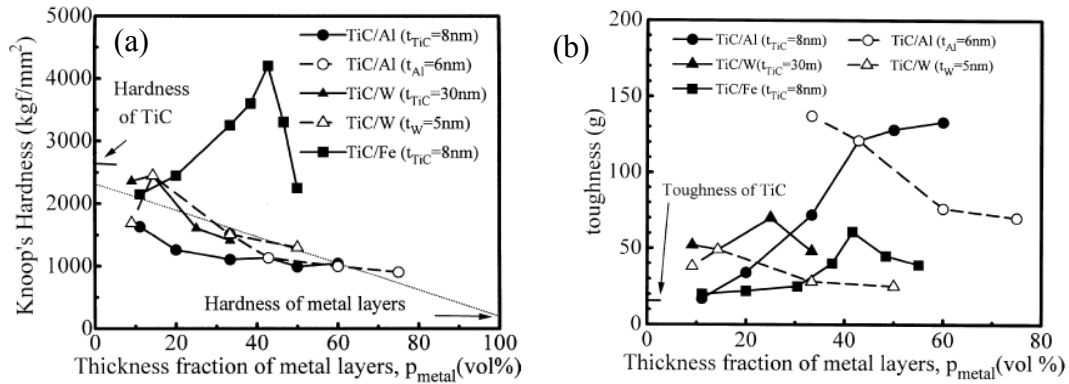 (a)
TiC/Al (tTiC=8nm)
TiC/Al (tAl=6nm)
TiC/W (tTiC=30nm)
TiC/W (tW=5nm)
TiC/Fe (tTiC=8nm)
Hardness
of TiC
Hardness of metal layers
5000
4000
3000
2000
1000
0
0 20 40 60 80 100
Knoop's Hardness (kgf/mm²)
Thickness fraction of metal layers, pmetal(vol%)
(b)
TiC/Al (tTiC=8nm)
TiC/W(tTiC=30m)
TiC/Fe (tTiC=8nm)
TiC/Al (tAl=6nm)
TiC/W (tW=5nm)
Toughness of TiC
200
150
100
50
0
0 20 40 60 80
toughness (g)
Thickness fraction of metal layers, pmetal(vol %)